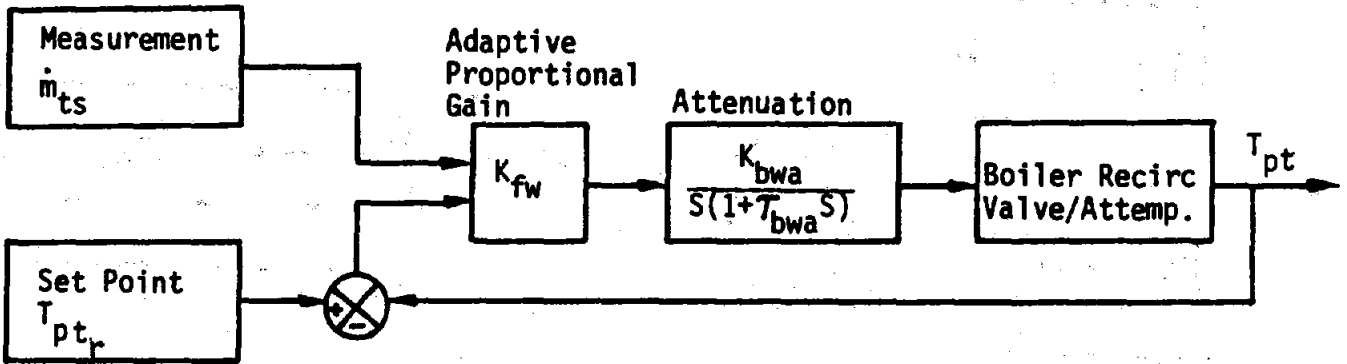 Measurement
ṁts
Adaptive
Proportional
Gain
Kfw
Attenuation
Kbwa
S(1+τbwaS)
Boiler Recirc
Valve/Attemp.
Tpt
Set Point
Tptr
+
−